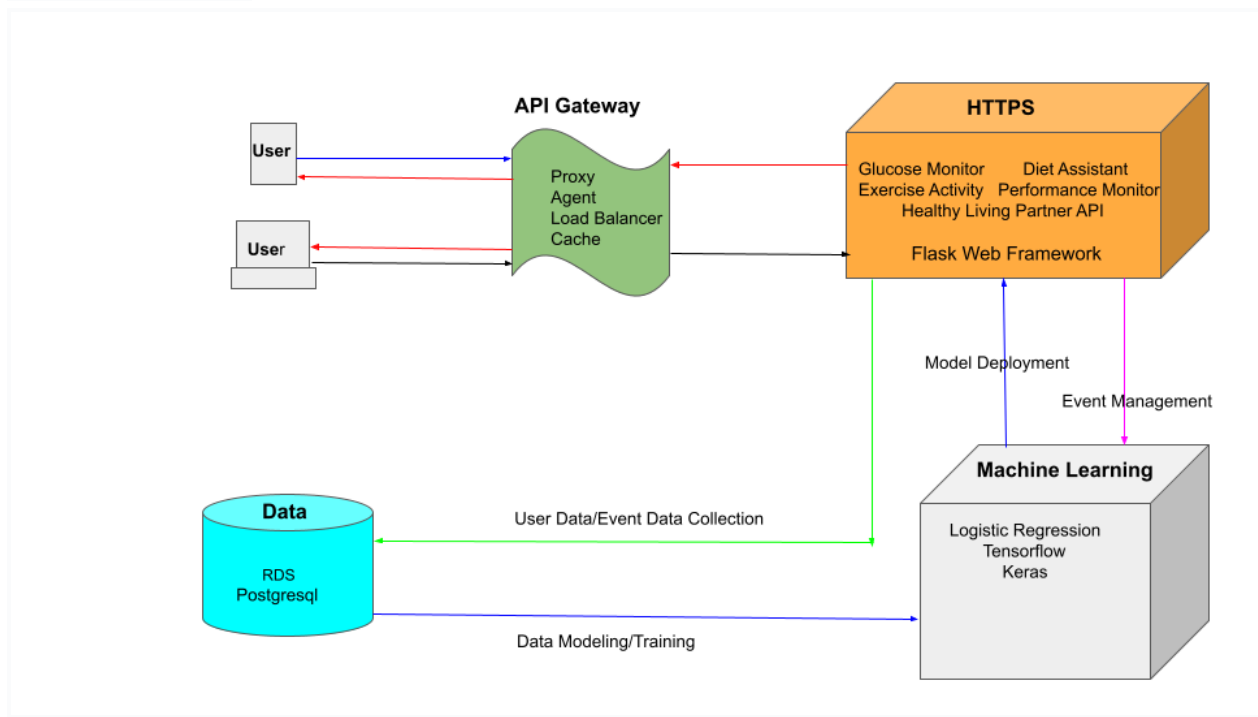 API Gateway
HTTPS
User
Proxy
Agent
Load Balancer
Cache
Glucose Monitor Diet Assistant
Exercise Activity Performance Monitor
Healthy Living Partner API
User
Flask Web Framework
Model Deployment
Event Management
Machine Learning
Data
User Data/Event Data Collection
Logistic Regression
Tensorflow
Keras
RDS
Postgresql
Data Modeling/Training